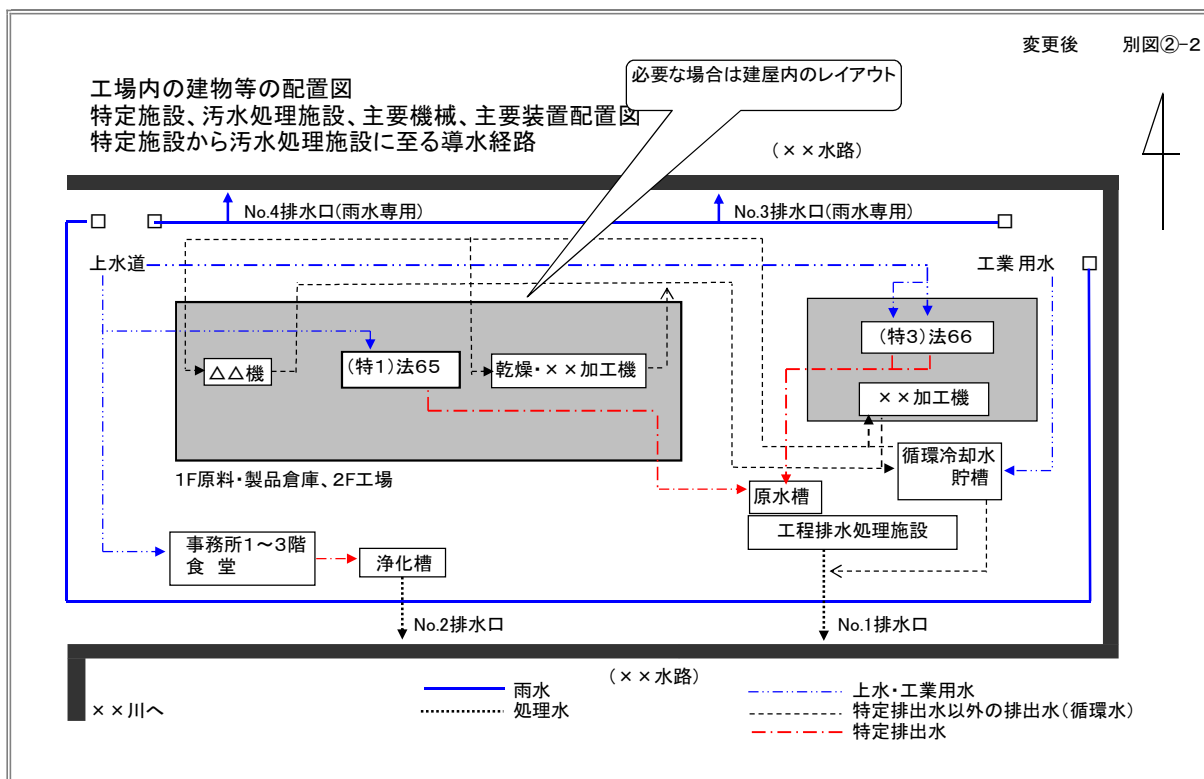 変更後 別図②-2
工場内の建物等の配置図
特定施設、汚水処理施設、主要機械、主要装置配置図
特定施設から汚水処理施設に至る導水経路
必要な場合は建屋内のレイアウト
(××水路)
No.4排水口(雨水専用)
No.3排水口(雨水専用)
上水道
工業用水
(特3)法66
△△機
(特1)法65
乾燥・××加工機
××加工機
循環冷却水
貯槽
1F原料・製品倉庫、2F工場
原水槽
工程排水処理施設
事務所1～3階
食 堂
浄化槽
No.2排水口
No.1排水口
(××水路)
××川へ
雨水
処理水
上水・工業用水
特定排出水以外の排出水(循環水)
特定排出水